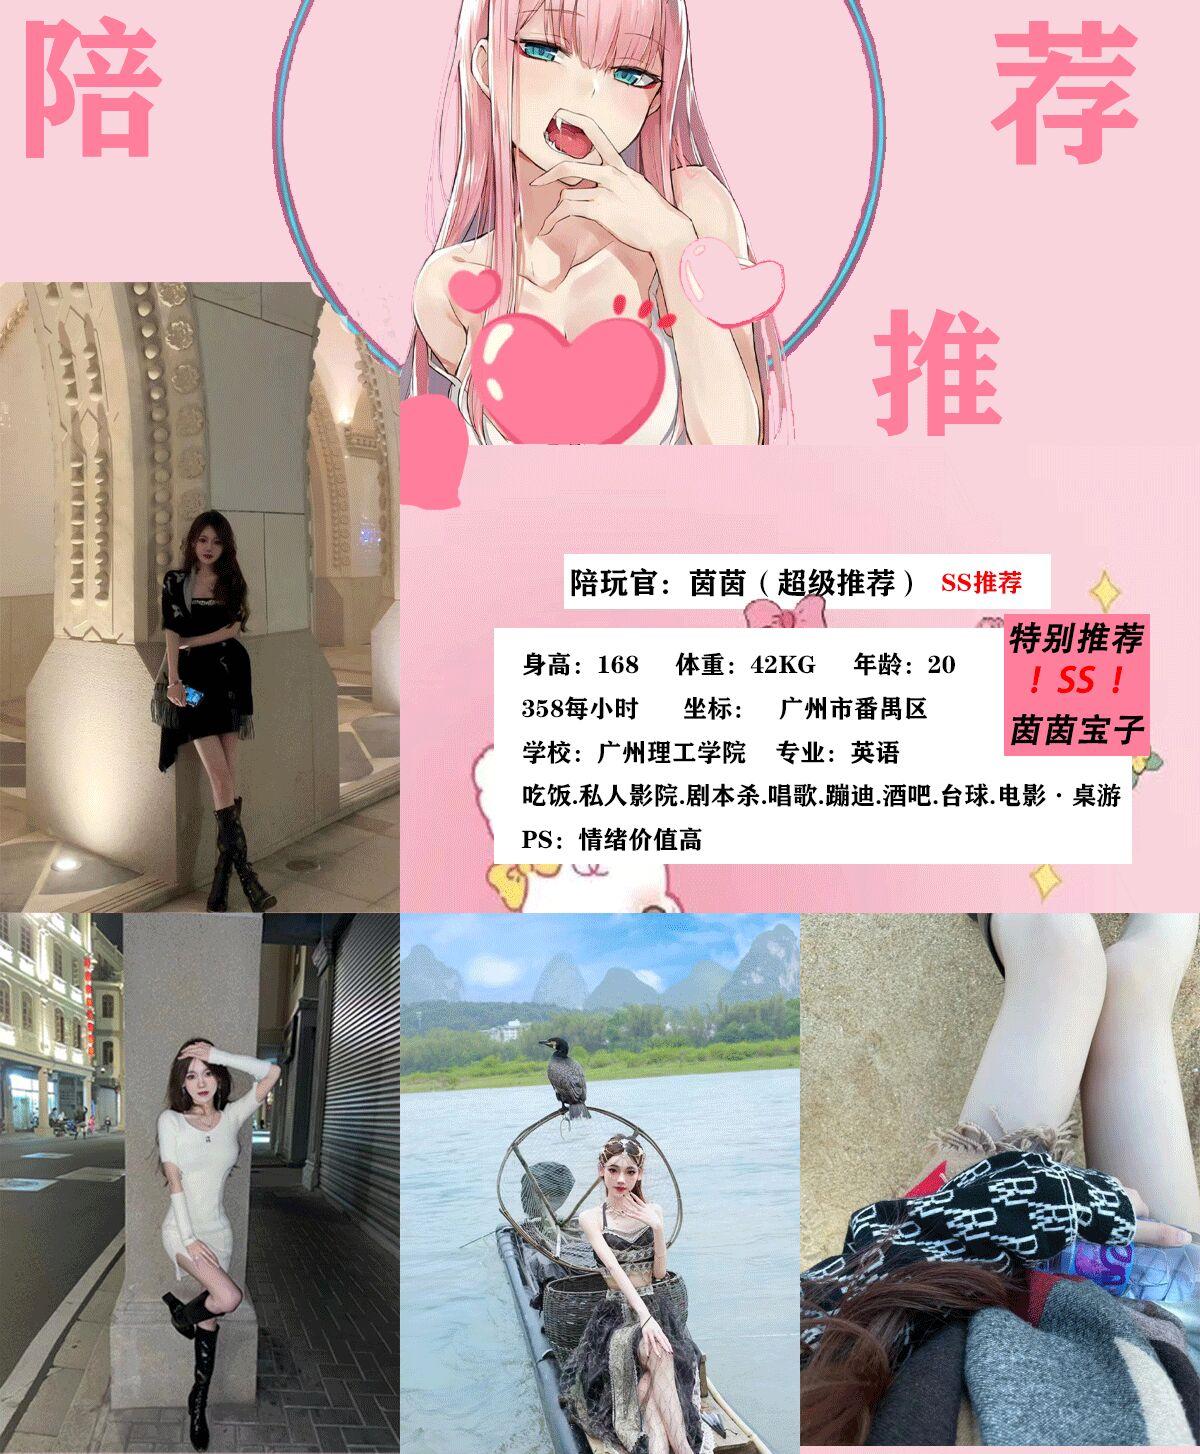 陪
荐
推
陪玩官：茵茵（超级推荐） SS推荐
特别推荐
！SS！
茵茵宝子
身高：168 体重：42KG 年龄：20
358每小时 坐标： 广州市番禺区
学校：广州理工学院 专业：英语
吃饭.私人影院.剧本杀.唱歌.蹦迪.酒吧.台球.电影·桌游
PS：情绪价值高